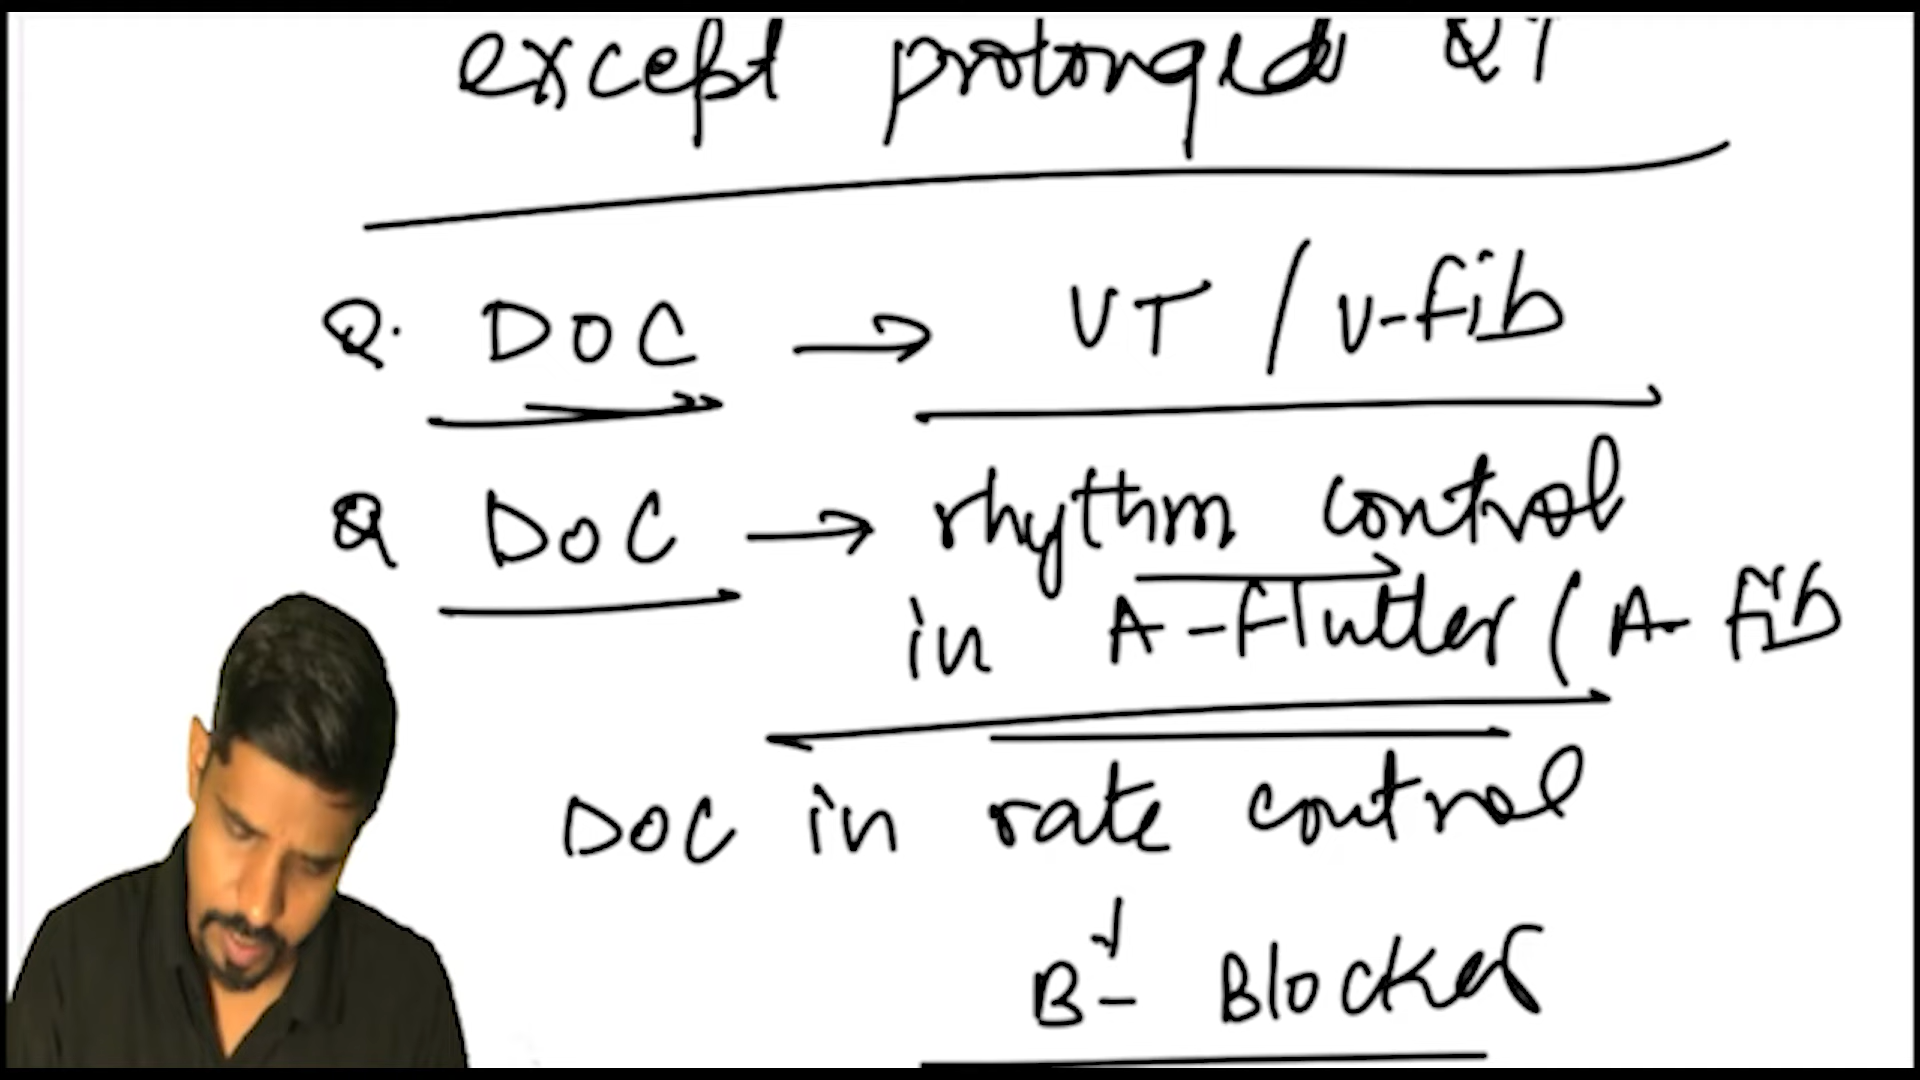 except prolonged QT
Q. DOC → VT / V-fib
Q DOC → rhythm control
in A-flutter ( A- fib
DOC in rate control
B- Blocker